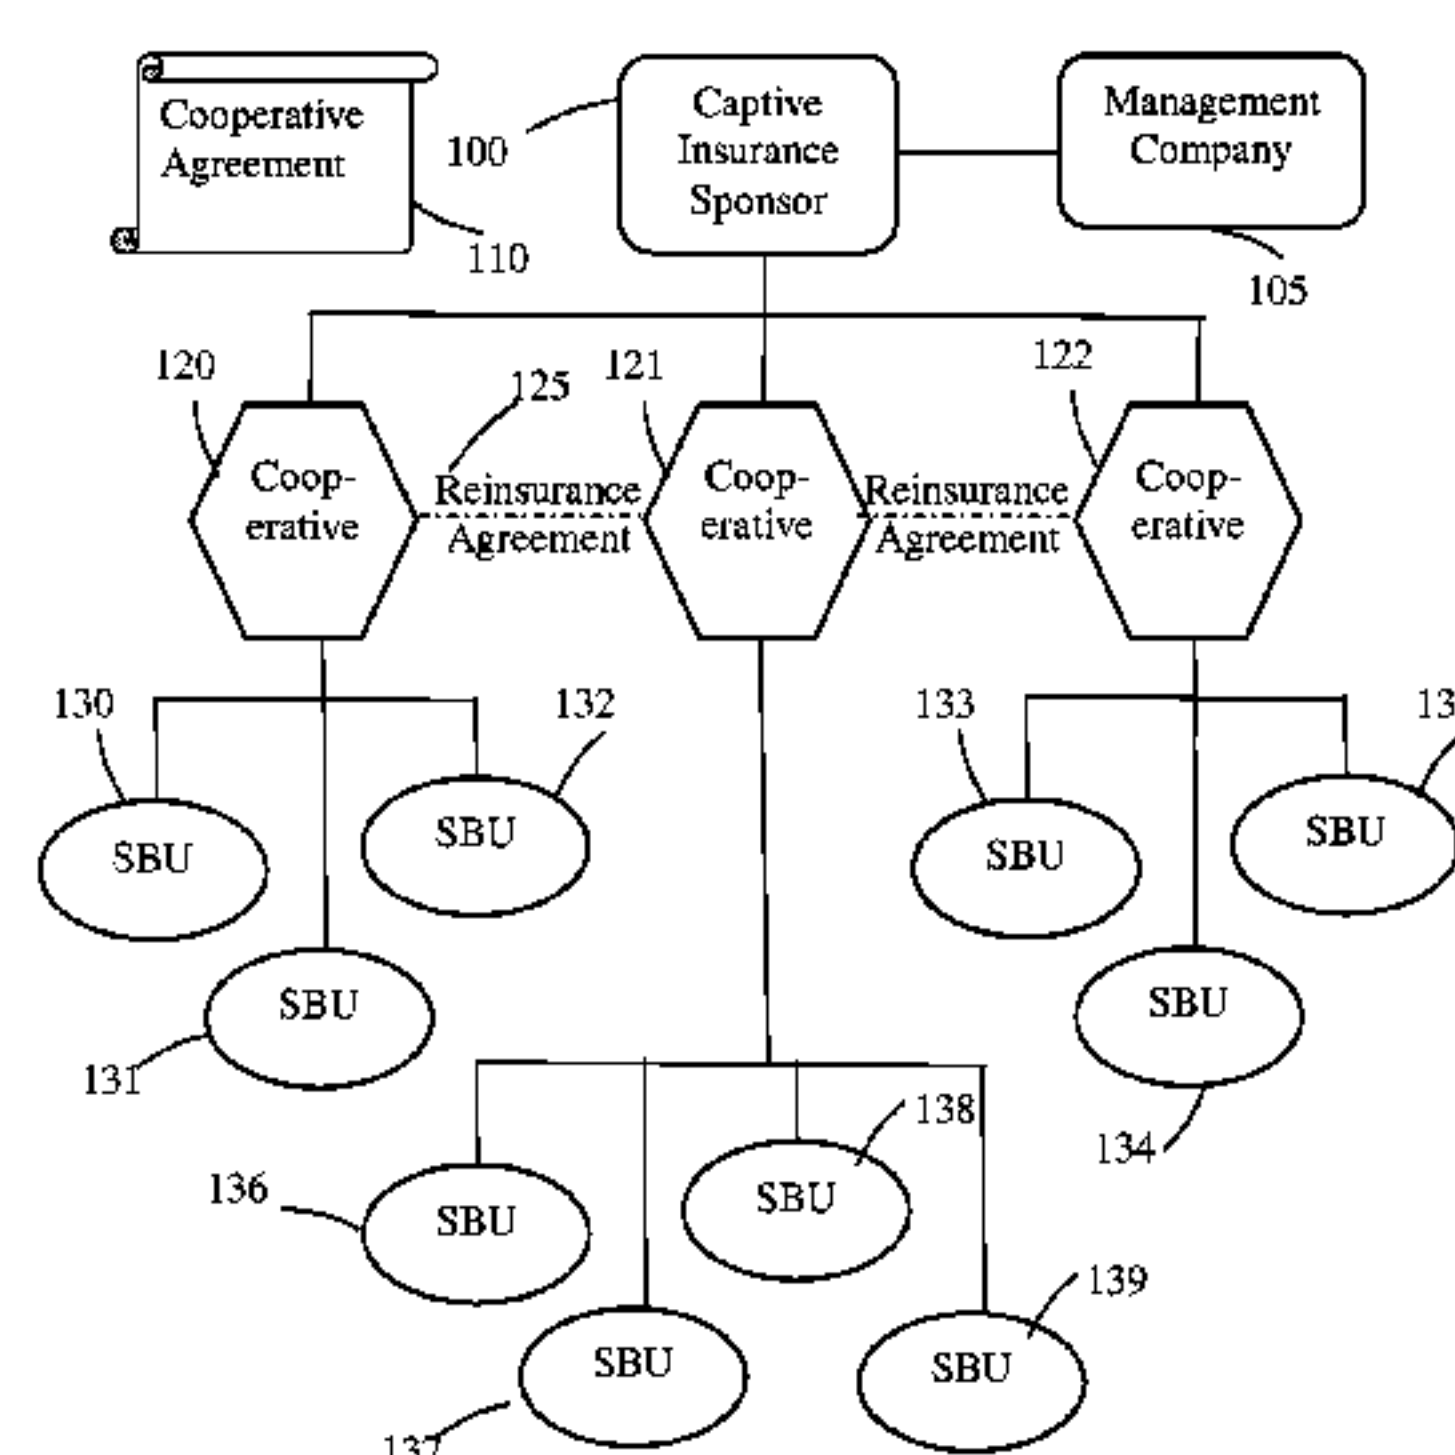 Cooperative
Agreement
110
100
Captive
Insurance
Sponsor
Management
Company
105
120
125
121
122
Coop-
erative
Reinsurance
Agreement
Coop-
erative
Reinsurance
Agreement
Coop-
erative
130
132
133
13
SBU
SBU
SBU
SBU
SBU
131
SBU
134
138
136
SBU
SBU
139
SBU
SBU
137